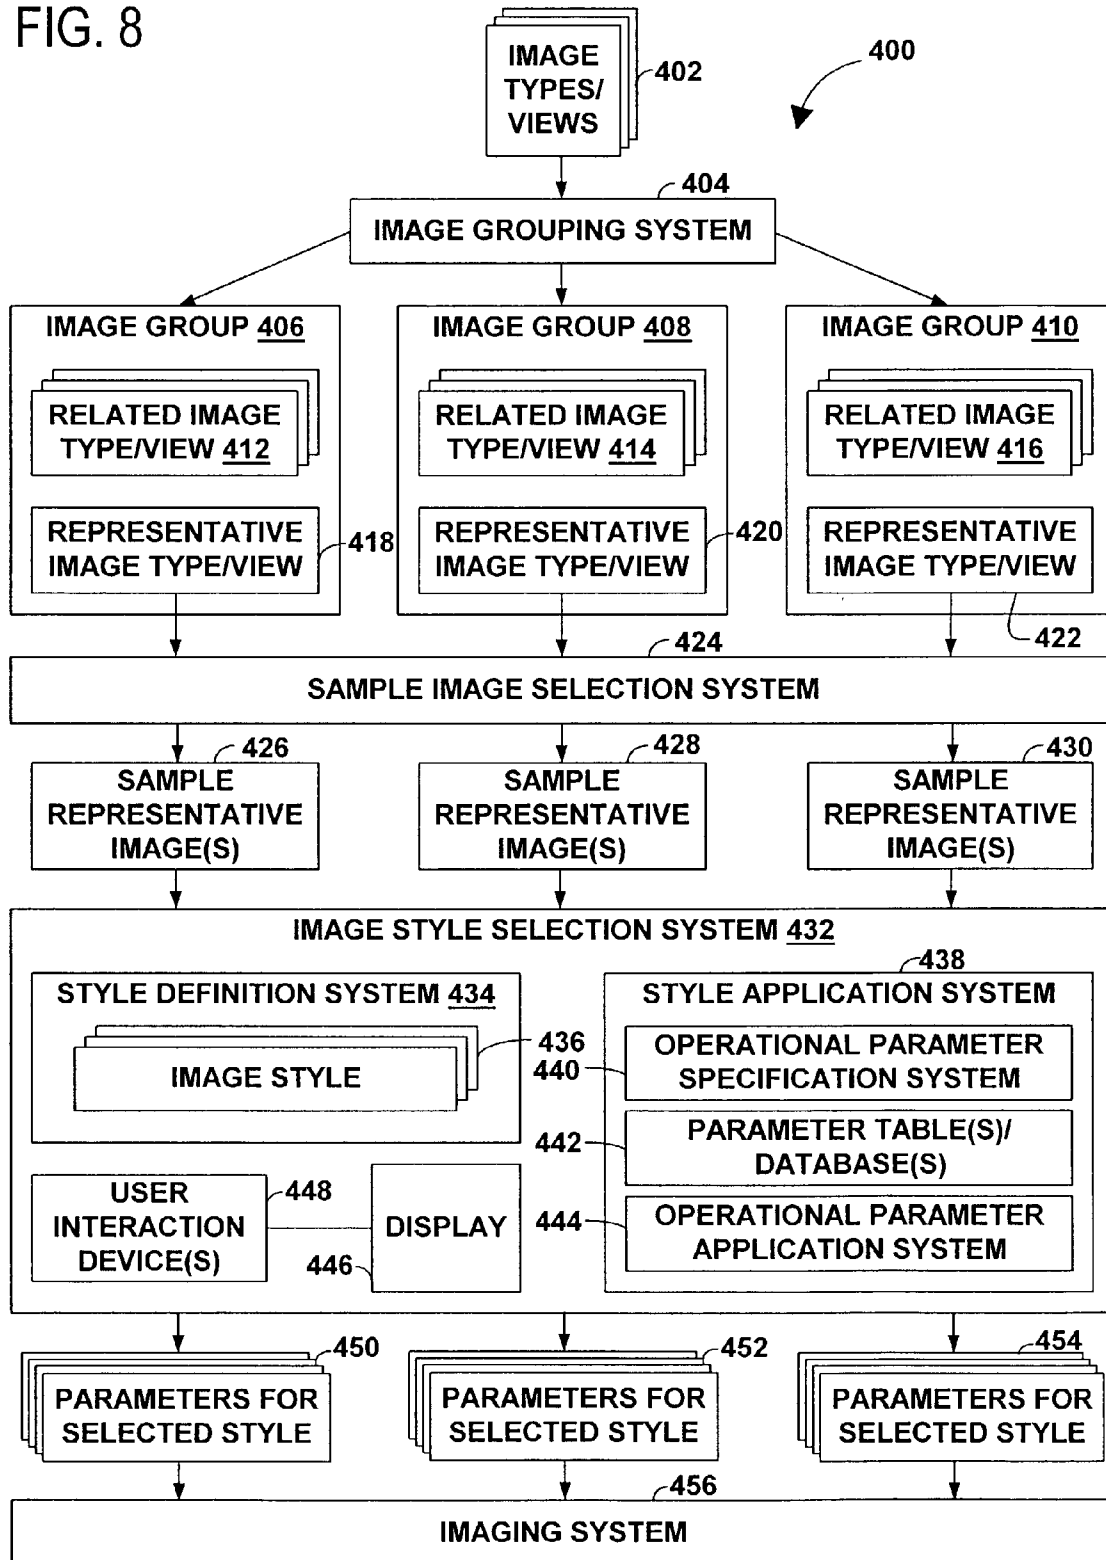 FIG. 8
400
IMAGE
TYPES/
VIEWS
402
404
IMAGE GROUPING SYSTEM
IMAGE GROUP 406
RELATED IMAGE
TYPE/VIEW 412
REPRESENTATIVE
IMAGE TYPE/VIEW
418
IMAGE GROUP 408
RELATED IMAGE
TYPE/VIEW 414
REPRESENTATIVE
IMAGE TYPE/VIEW
420
IMAGE GROUP 410
RELATED IMAGE
TYPE/VIEW 416
REPRESENTATIVE
IMAGE TYPE/VIEW
422
424
SAMPLE IMAGE SELECTION SYSTEM
426
SAMPLE
REPRESENTATIVE
IMAGE(S)
428
SAMPLE
REPRESENTATIVE
IMAGE(S)
430
SAMPLE
REPRESENTATIVE
IMAGE(S)
IMAGE STYLE SELECTION SYSTEM 432
STYLE DEFINITION SYSTEM 434
436
IMAGE STYLE
USER
INTERACTION
DEVICE(S)
448
DISPLAY
446
438
STYLE APPLICATION SYSTEM
440
OPERATIONAL PARAMETER
SPECIFICATION SYSTEM
442
PARAMETER TABLE(S)/
DATABASE(S)
444
OPERATIONAL PARAMETER
APPLICATION SYSTEM
450
PARAMETERS FOR
SELECTED STYLE
452
PARAMETERS FOR
SELECTED STYLE
454
PARAMETERS FOR
SELECTED STYLE
456
IMAGING SYSTEM